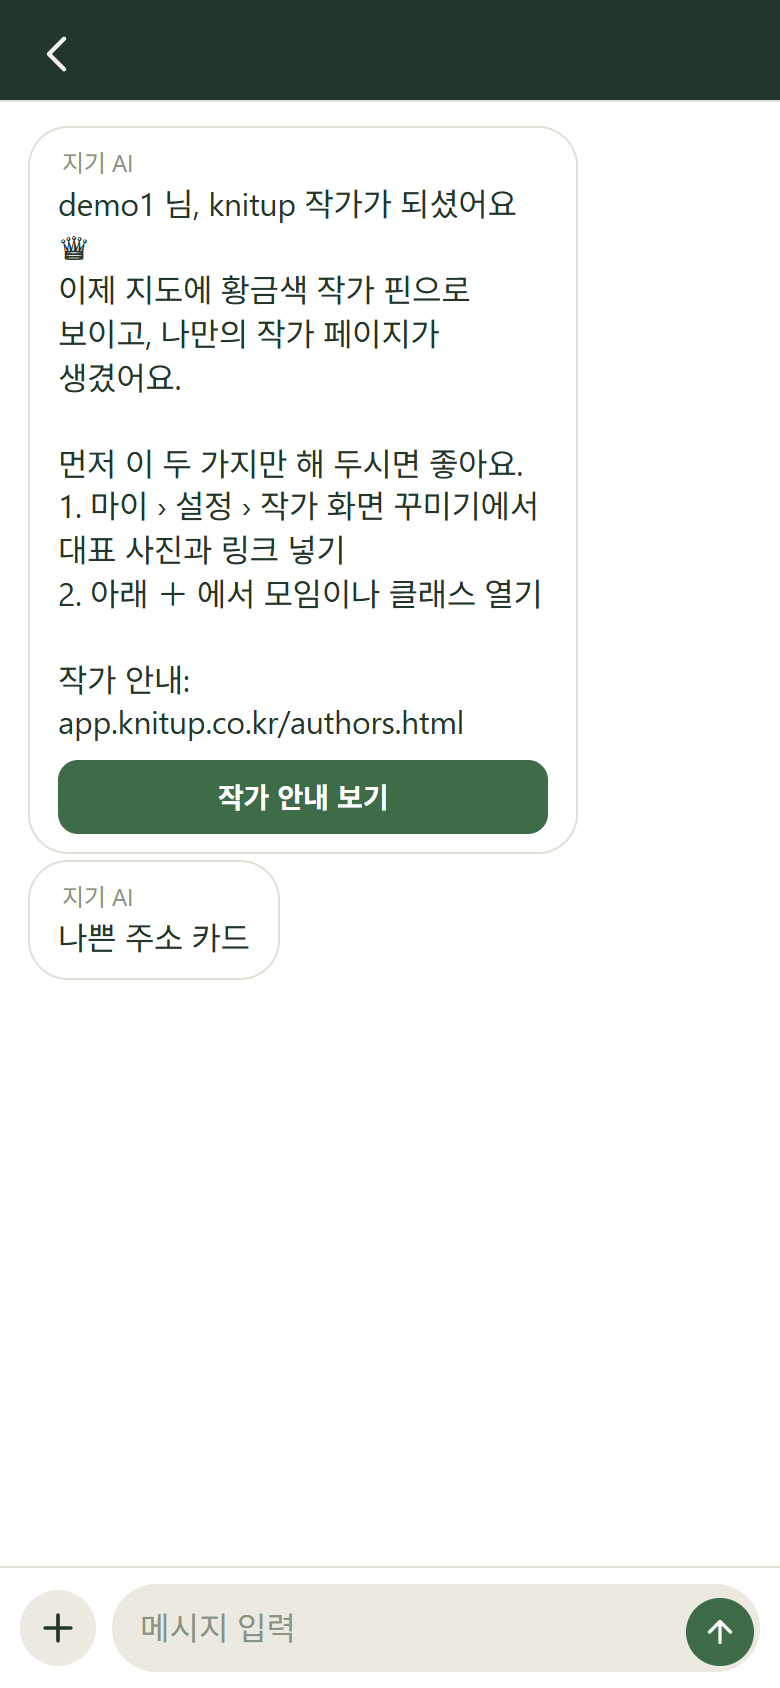 지기 AI
demo1 님, knitup 작가가 되셨어요
♛
이제 지도에 황금색 작가 핀으로
보이고, 나만의 작가 페이지가
생겼어요.
먼저 이 두 가지만 해 두시면 좋아요.
1. 마이 › 설정 › 작가 화면 꾸미기에서
대표 사진과 링크 넣기
2. 아래 ＋ 에서 모임이나 클래스 열기
작가 안내:
app.knitup.co.kr/authors.html
작가 안내 보기
지기 AI
나쁜 주소 카드
메시지 입력